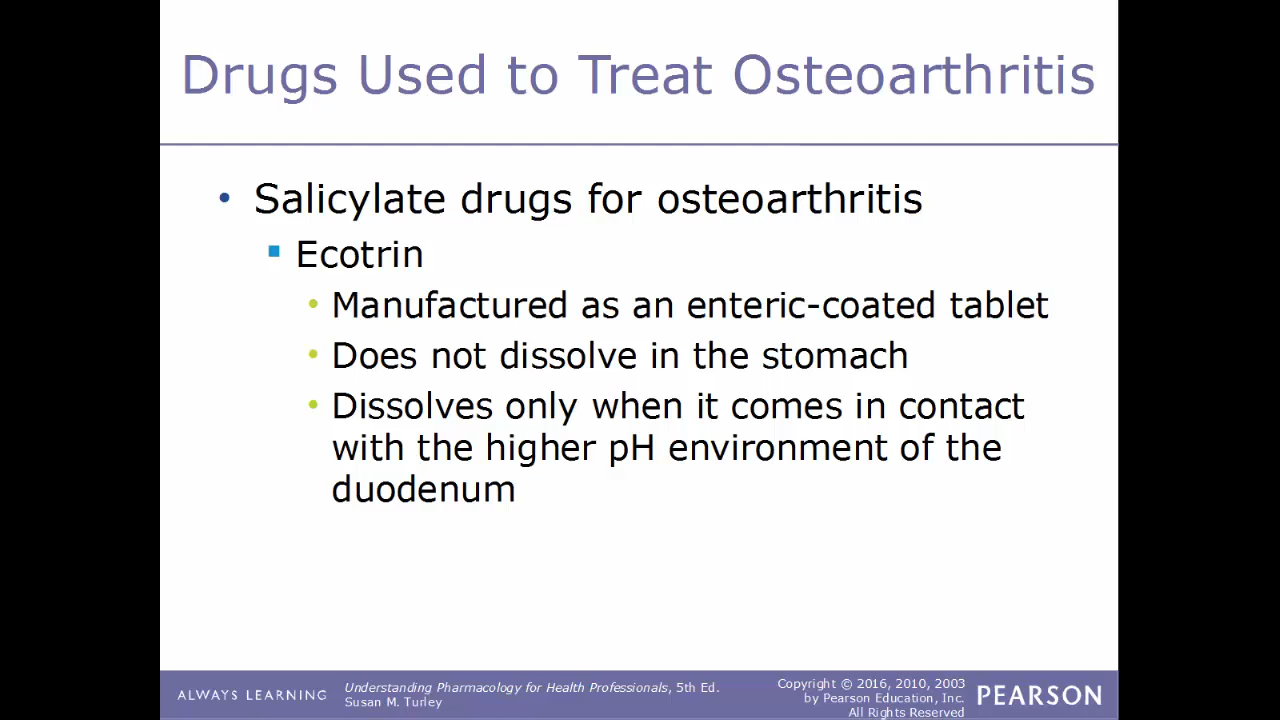 Drugs Used to Treat Osteoarthritis
• Salicylate drugs for osteoarthritis
▪ Ecotrin
• Manufactured as an enteric-coated tablet
• Does not dissolve in the stomach
• Dissolves only when it comes in contact
with the higher pH environment of the
duodenum
ALWAYS LEARNING
Understanding Pharmacology for Health Professionals, 5th Ed.
Susan M. Turley
Copyright © 2016, 2010, 2003
by Pearson Education, Inc.
All Rights Reserved
PEARSON